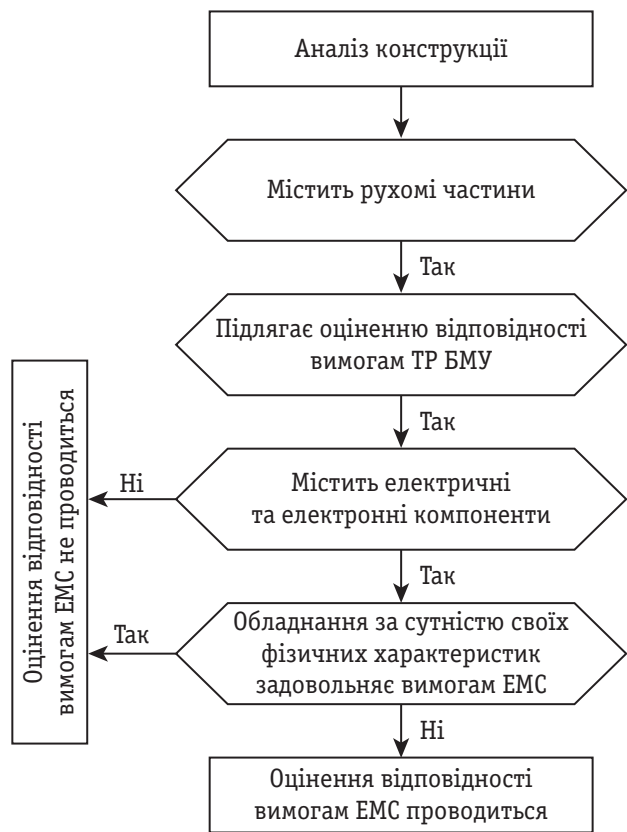 Аналіз конструкції
Містить рухомі частини
Так
Підлягає оціненню відповідності
вимогам ТР БМУ
Так
Містить електричні
та електронні компоненти
Ні
Оцінення відповідності
вимогам ЕМС не проводиться
Так
Обладнання за сутністю своїх
фізичних характеристик
задовольняє вимогам ЕМС
Так
Ні
Оцінення відповідності
вимогам ЕМС проводиться